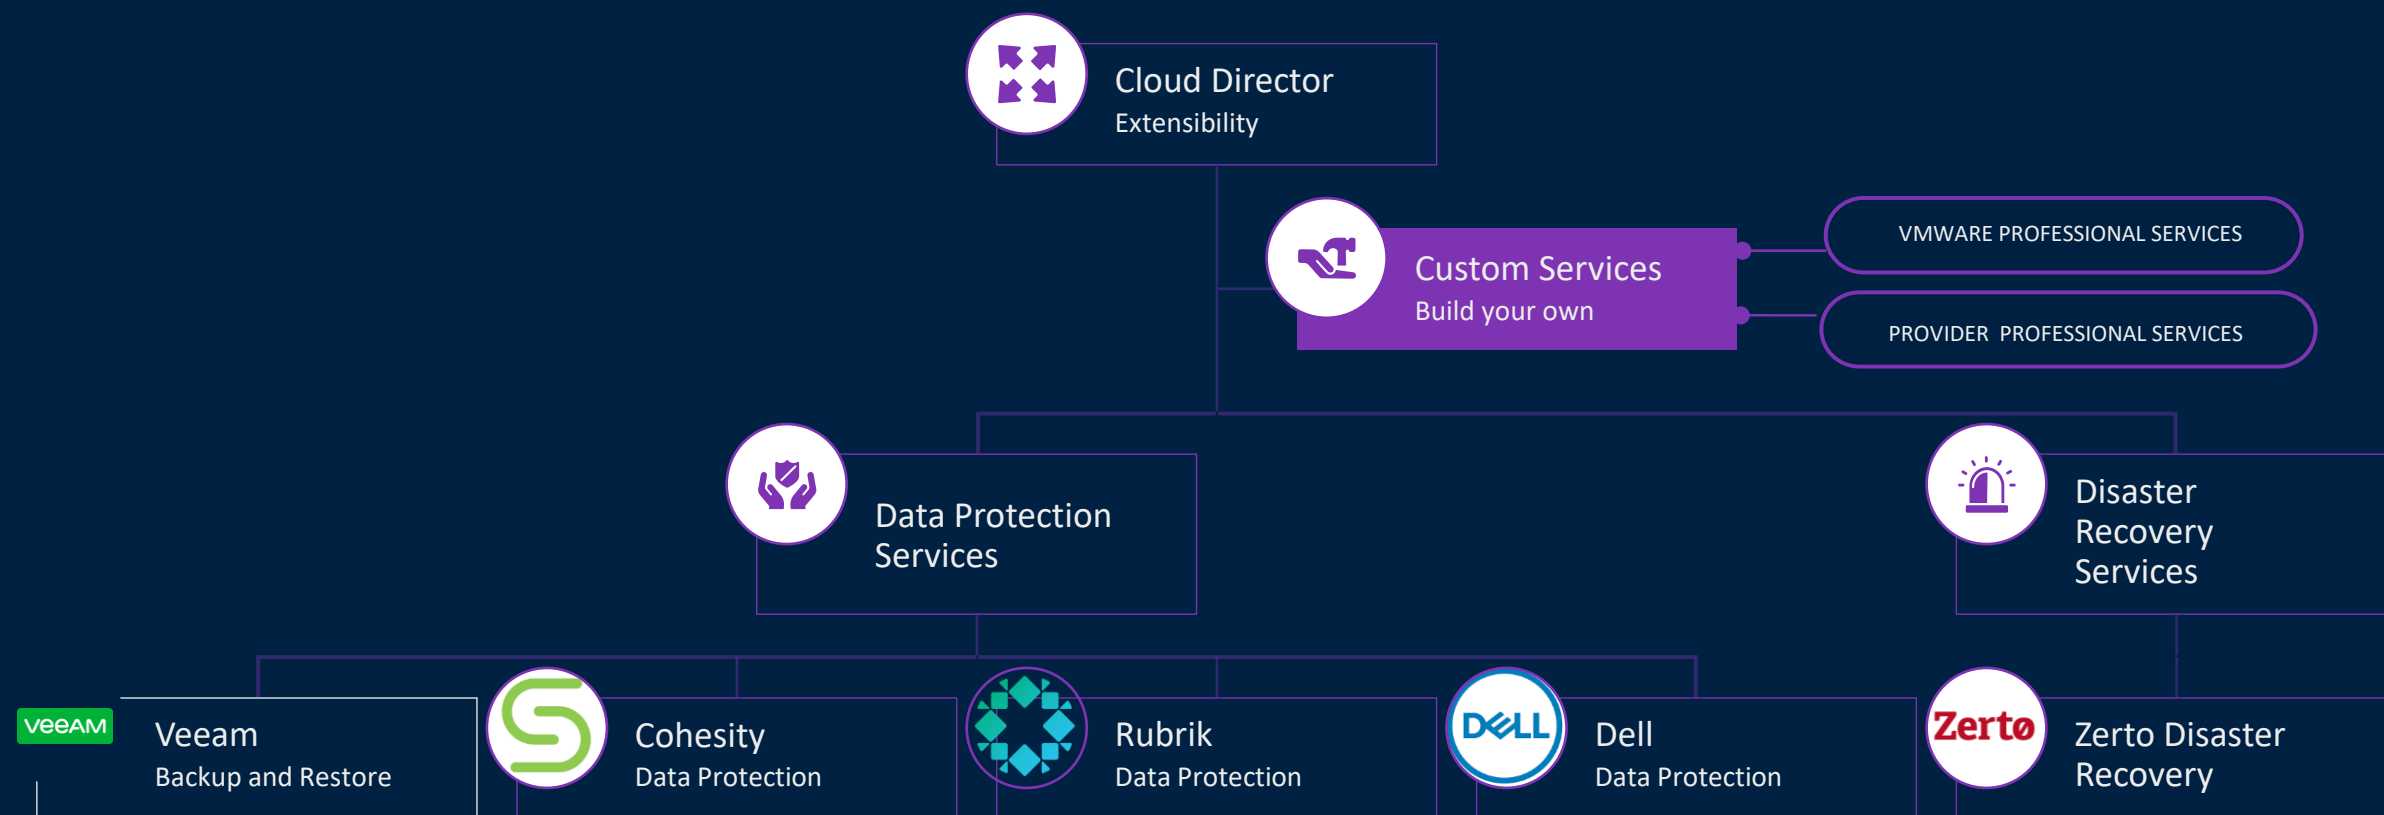 Cloud Director
Extensibility
VMWARE PROFESSIONAL SERVICES
Custom Services
Build your own
PROVIDER  PROFESSIONAL SERVICES
Data Protection
Services
Disaster
Recovery
Services
veeam
Veeam
Backup and Restore
Cohesity
Data Protection
Rubrik
Data Protection
DELL
Dell
Data Protection
Zerto
Zerto Disaster
Recovery